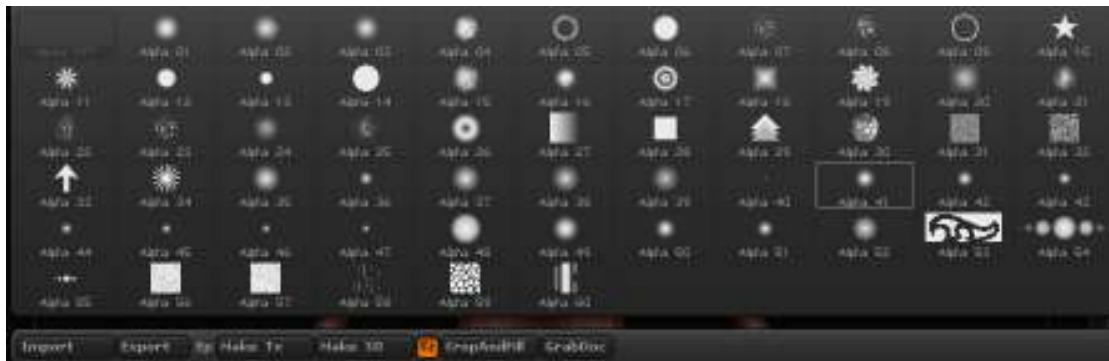 Alpha 01 Alpha 02 Alpha 03 Alpha 04 Alpha 05 Alpha 06 Alpha 07 Alpha 08 Alpha 09 Alpha 10
Alpha 11 Alpha 12 Alpha 13 Alpha 14 Alpha 15 Alpha 16 Alpha 17 Alpha 18 Alpha 19 Alpha 20 Alpha 21
Alpha 22 Alpha 23 Alpha 24 Alpha 25 Alpha 26 Alpha 27 Alpha 28 Alpha 29 Alpha 30 Alpha 31 Alpha 32
Alpha 33 Alpha 34 Alpha 35 Alpha 36 Alpha 37 Alpha 38 Alpha 39 Alpha 40 Alpha 41 Alpha 42 Alpha 43
Alpha 44 Alpha 45 Alpha 46 Alpha 47 Alpha 48 Alpha 49 Alpha 50 Alpha 51 Alpha 52 Alpha 53 Alpha 54
Alpha 55 Alpha 56 Alpha 57 Alpha 58 Alpha 59 Alpha 60
Import Export Ep Make Tx Make 3D CropAndFill GrabDoc